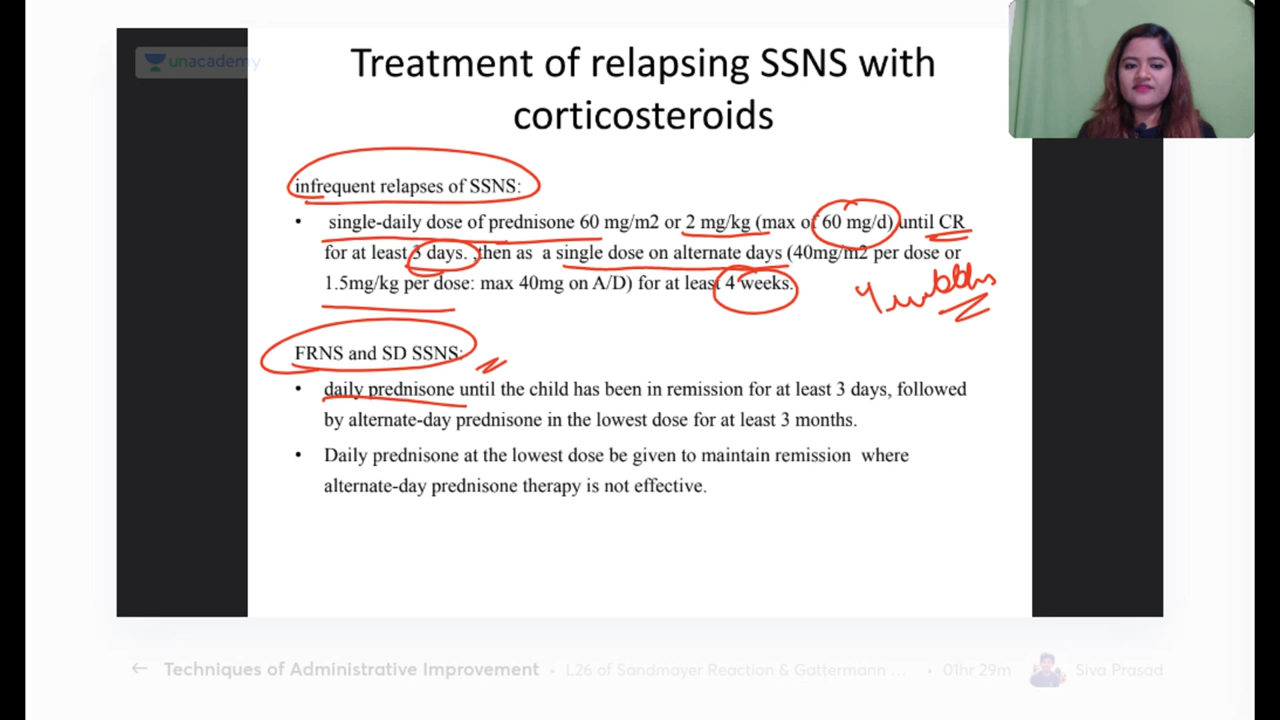 unacademy
Treatment of relapsing SSNS with
corticosteroids
infrequent relapses of SSNS:
• single-daily dose of prednisone 60 mg/m2 or 2 mg/kg (max of 60 mg/d) until CR
for at least 3 days. ,then as a single dose on alternate days (40mg/m2 per dose or
1.5mg/kg per dose: max 40mg on A/D) for at least 4 weeks.
FRNS and SD SSNS:
• daily prednisone until the child has been in remission for at least 3 days, followed
by alternate-day prednisone in the lowest dose for at least 3 months.
• Daily prednisone at the lowest dose be given to maintain remission where
alternate-day prednisone therapy is not effective.
← Techniques of Administrative Improvement • L26 of Sandmayer Reaction & Gattermann ... • 01hr 29m Siva Prasad